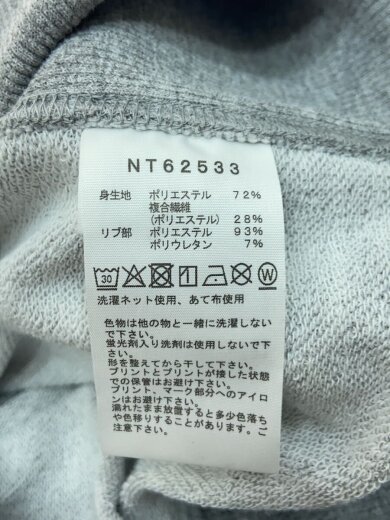 NT62533
身生地 ポリエステル 72%
複合繊維
(ポリエステル) 28%
リブ部 ポリエステル 93%
ポリウレタン 7%
30 W
洗濯ネット使用、あて布使用
色物は他の物と一緒に洗濯しない
で下さい。
蛍光剤入り洗剤は使用しないで下
さい。
形を整えてから干して下さい。
プリントとプリントが接した状態
での保管はお避け下さい。
プリント、マーク部分へのアイロ
ンはお避け下さい。
濡れたまま放置すると多少色落ち
や色移りすることがあります。ご
注意下さい。